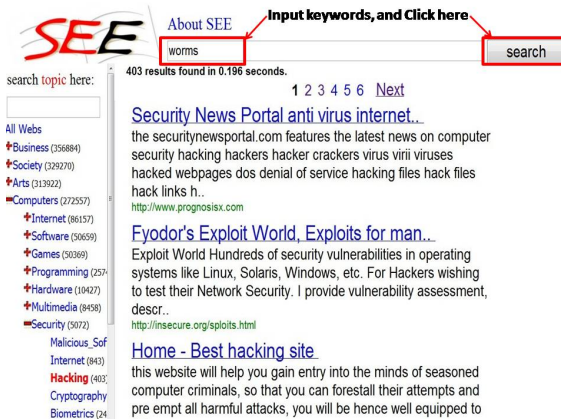 SEE
About SEE
Input keywords, and Click here
worms
search
search topic here:
403 results found in 0.196 seconds.
1 2 3 4 5 6 Next
All Webs
Business (356884)
Society (329270)
Arts (313922)
Computers (272557)
Internet (86157)
Software (50659)
Games (50369)
Programming (257
Hardware (10427)
Multimedia (8458)
Security (5072)
Malicious_Sof
Internet (843)
Hacking (403)
Cryptography
Biometrics (24
Security News Portal anti virus internet..
the securitynewsportal.com features the latest news on computer
security hacking hackers hacker crackers virus virii viruses
hacked webpages dos denial of service hacking files hack files
hack links h..
http://www.prognosisx.com
Fyodor's Exploit World, Exploits for man..
Exploit World Hundreds of security vulnerabilities in operating
systems like Linux, Solaris, Windows, etc. For Hackers wishing
to test their Network Security. I provide vulnerability assessment,
descr..
http://insecure.org/sploits.html
Home - Best hacking site
this website will help you gain entry into the minds of seasoned
computer criminals, so that you can forestall their attempts and
pre empt all harmful attacks, you will be hence well equipped to